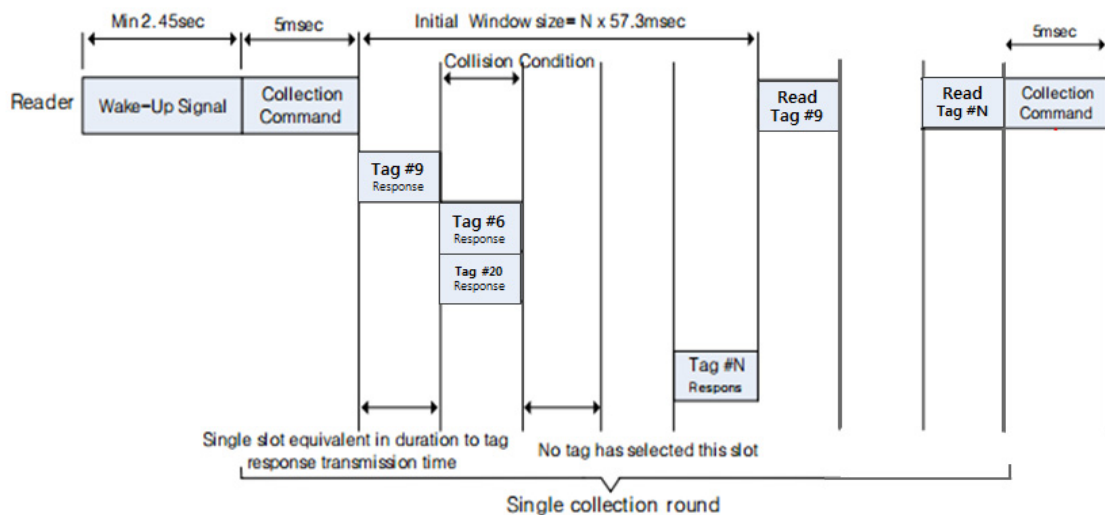 Min2.45sec
5msec
Initial Window size= N x 57.3msec
5msec
Collision Condition
Reader
Wake-Up Signal
Collection
Command
Read
Tag #9
Read
Tag #N
Collection
Command
Tag #9
Response
Tag #6
Response
Tag #20
Response
Tag #N
Respons
Single slot equivalent in duration to tag
response transmission time
No tag has selected this slot
Single collection round